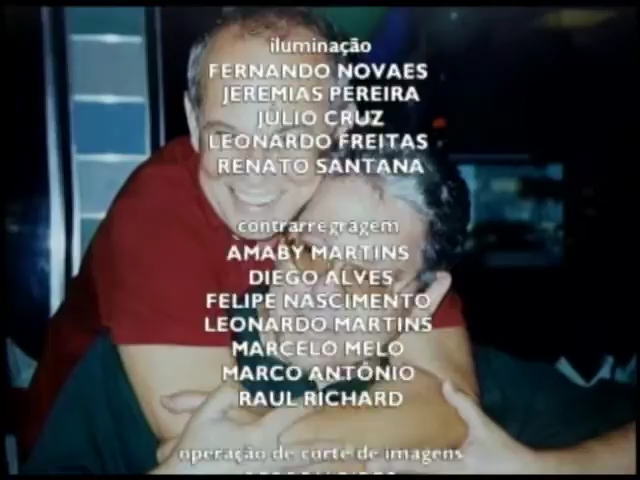 iluminação
FERNANDO NOVAES
JEREMIAS PEREIRA
JULIO CRUZ
LEONARDO FREITAS
RENATO SANTANA
contrarregragem
AMABY MARTINS
DIEGO ALVES
FELIPE NASCIMENTO
LEONARDO MARTINS
MARCELO MELO
MARCO ANTÔNIO
RAUL RICHARD
operação de corte de imagens